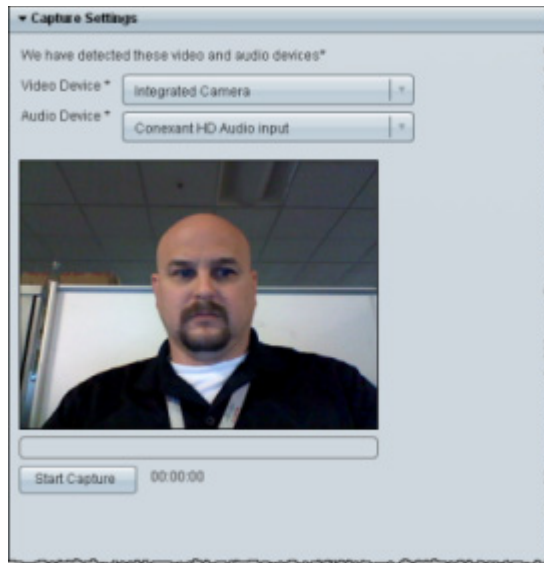 Capture Settings
We have detected these video and audio devices*
Video Device *
Integrated Camera
Audio Device *
Conexant HD Audio input
Start Capture
00:00:00